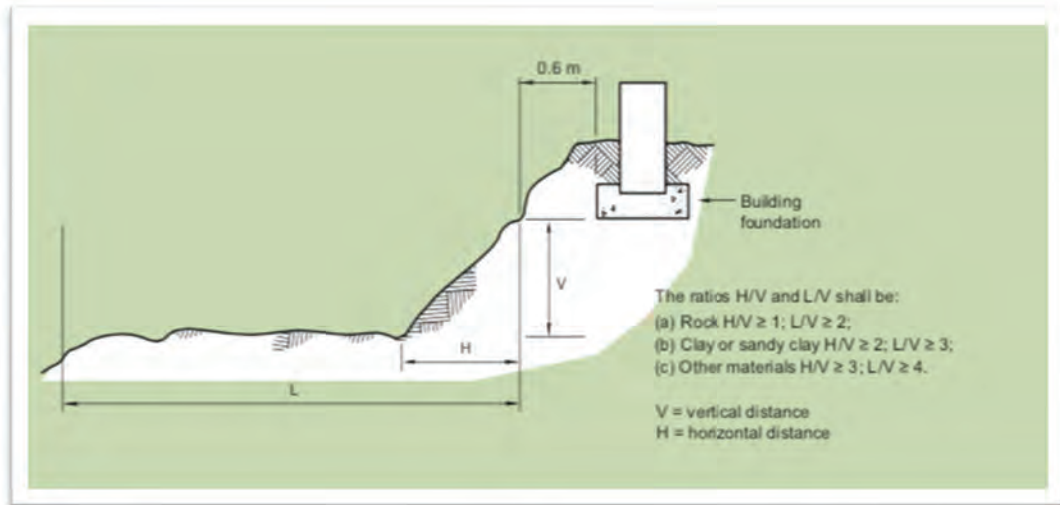 0.6 m
Building
foundation
V
H
L
The ratios H/V and L/V shall be:
(a) Rock H/V ≥ 1; L/V ≥ 2;
(b) Clay or sandy clay H/V ≥ 2; L/V ≥ 3;
(c) Other materials H/V ≥ 3; L/V ≥ 4.
V = vertical distance
H = horizontal distance